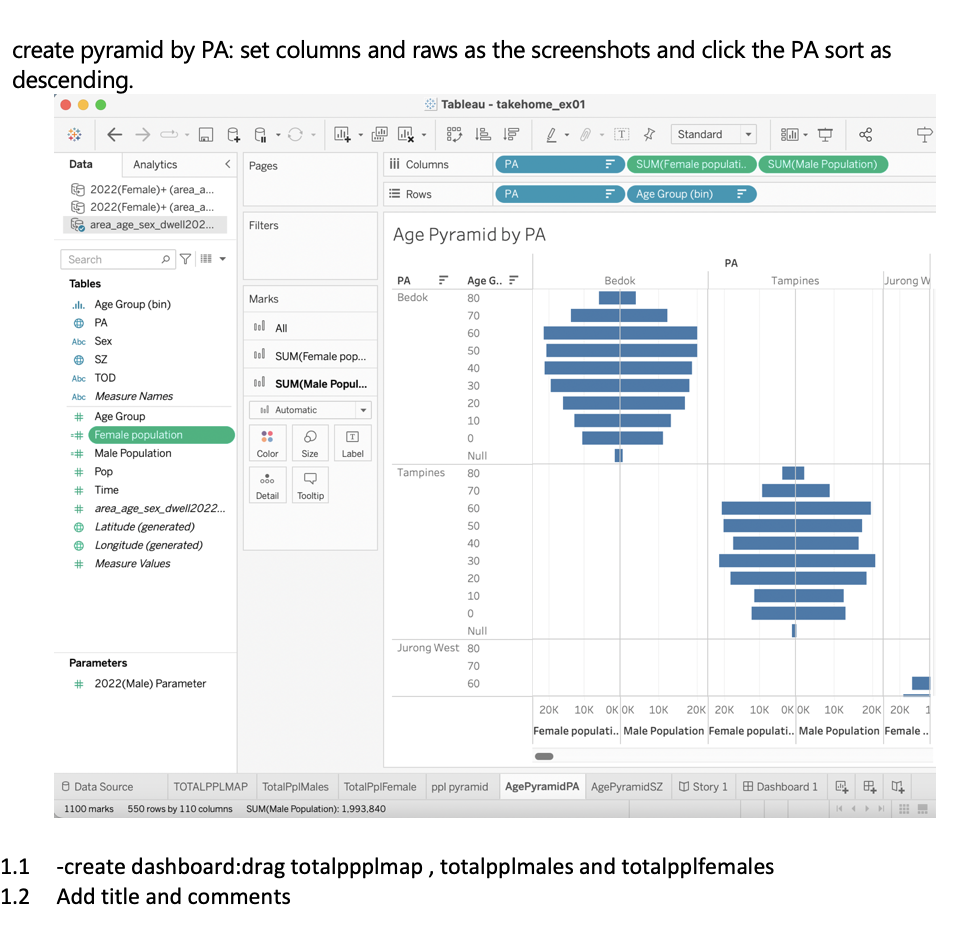 create pyramid by PA: set columns and raws as the screenshots and click the PA sort as
descending.
Tableau - takehome_ex01
Standard
Data Analytics
2022(Female)+ (area_a...
2022(Female)+ (area_a...
area_age_sex_dwell202...
Search
Tables
Age Group (bin)
PA
Abc Sex
SZ
Abc TOD
Abc Measure Names
Age Group
Female population
Male Population
Pop
Time
area_age_sex_dwell2022...
Latitude (generated)
Longitude (generated)
Measure Values
Parameters
2022(Male) Parameter
Pages
Filters
Marks
All
SUM(Female pop...
SUM(Male Popul...
Automatic
Color Size Label
Detail Tooltip
Columns PA SUM(Female populati.. SUM(Male Population)
Rows PA Age Group (bin)
Age Pyramid by PA
PA
PA Age G.. Bedok Tampines Jurong W
Bedok 80
70
60
50
40
30
20
10
0
Null
Tampines 80
70
60
50
40
30
20
10
0
Null
Jurong West 80
70
60
20K 10K 0K 0K 10K 20K 20K 10K 0K 0K 10K 20K 20K 1
Female populati.. Male Population Female populati.. Male Population Female ..
Data Source TOTALPPLMAP TotalPplMales TotalPplFemale ppl pyramid AgePyramidPA AgePyramidSZ Story 1 Dashboard 1
1100 marks 550 rows by 110 columns SUM(Male Population): 1,993,840
1.1 -create dashboard:drag totalppplmap , totalpplmales and totalpplfemales
1.2 Add title and comments